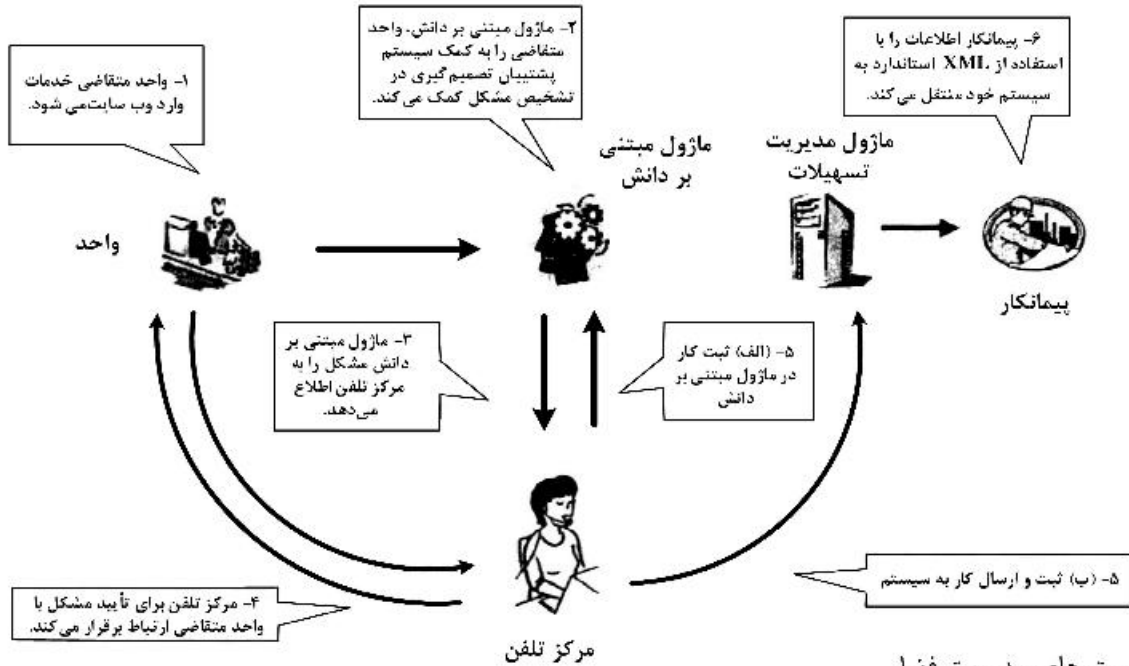 ۱- واحد متقاضی خدمات
وارد وب سایت‌می شود.
۲- ماژول مبتنی بر دانش، واحد
متقاضی را به کمک سیستم
پشتیبان تصمیم گیری در
تشخیص مشکل کمک می‌کند.
۶- پیمانکار اطلاعات را با
استفاده از XML استاندارد به
سیستم خود منتقل می‌کند.
ماژول مبتنی
بر دانش
ماژول مدیریت
تسهیلات
واحد
پیمانکار
۳- ماژول مبتنی بر
دانش مشکل را به
مرکز تلفن اطلاع
می‌دهد.
۵- (الف) ثبت کار
در ماژول مبتنی بر
دانش
۵- (ب) ثبت و ارسال کار به سیستم
۴- مرکز تلفن برای تأیید مشکل با
واحد متقاضی ارتباط برقرار می‌کند.
مرکز تلفن